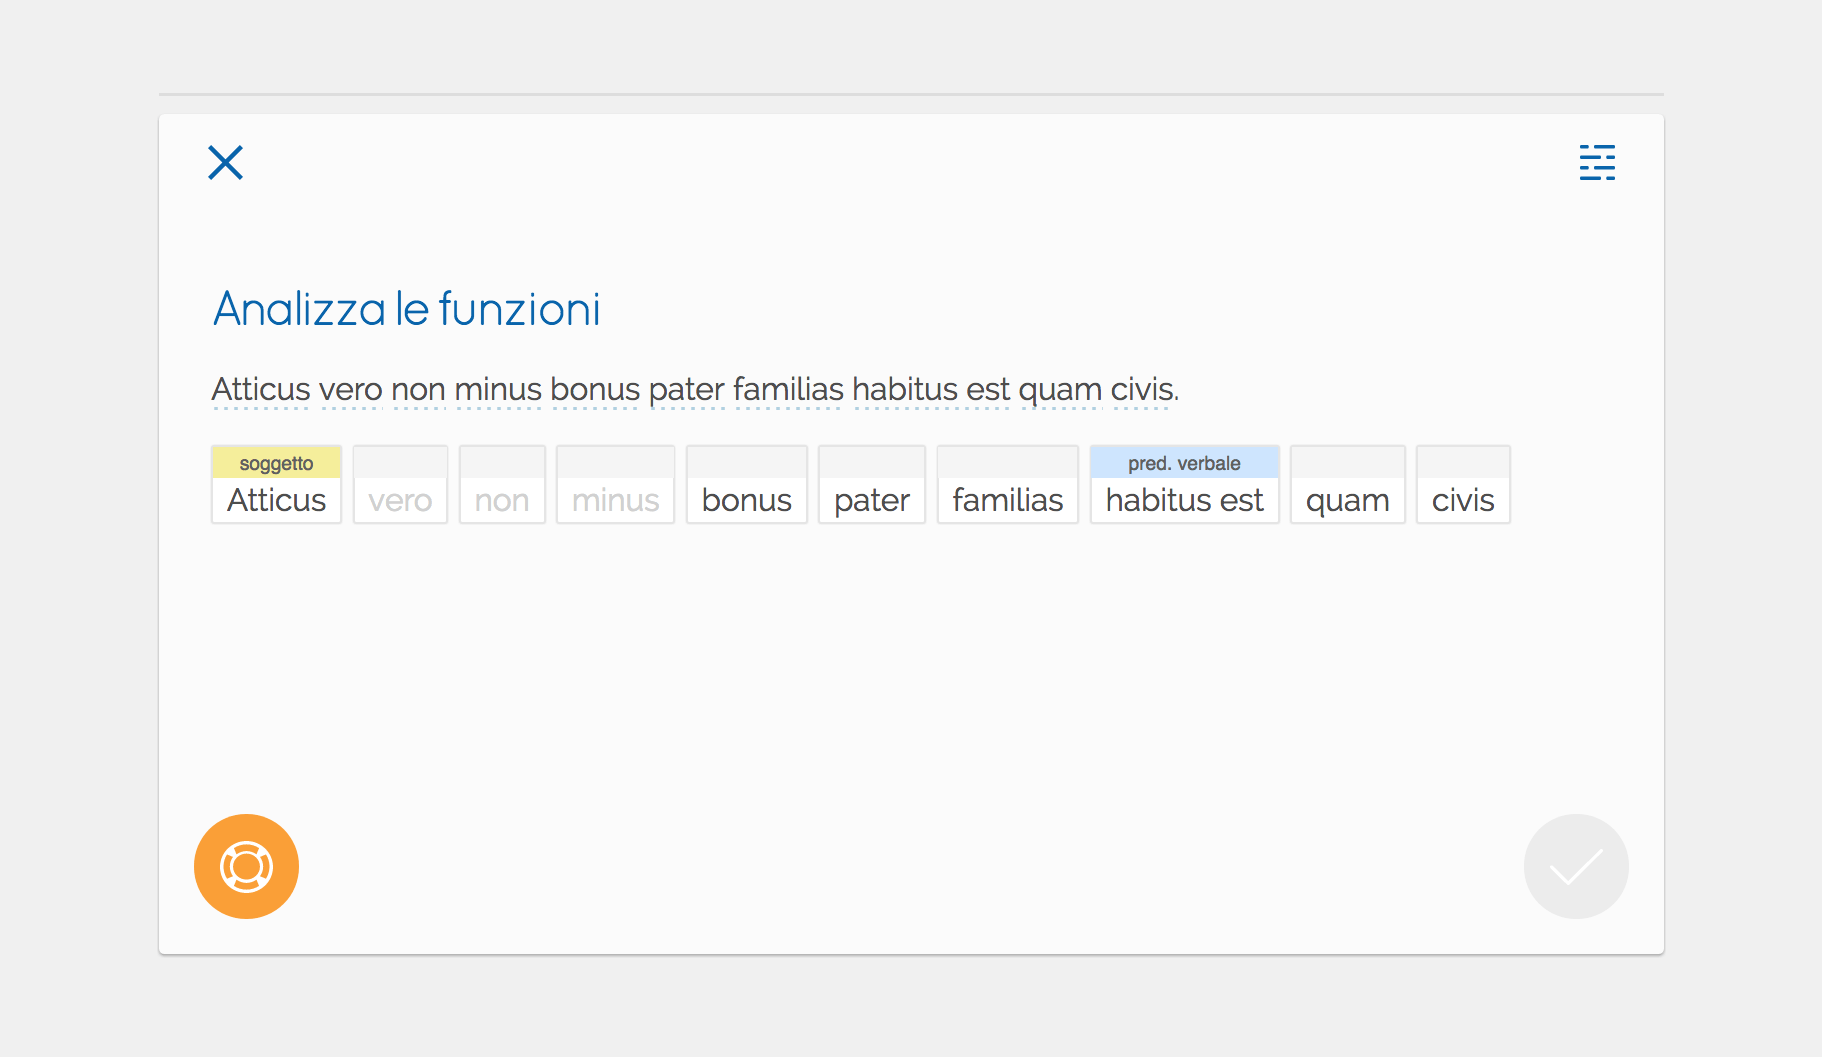 Analizza le funzioni
Atticus vero non minus bonus pater familias habitus est quam civis.
soggetto pred. verbale
Atticus vero non minus bonus pater familias habitus est quam civis